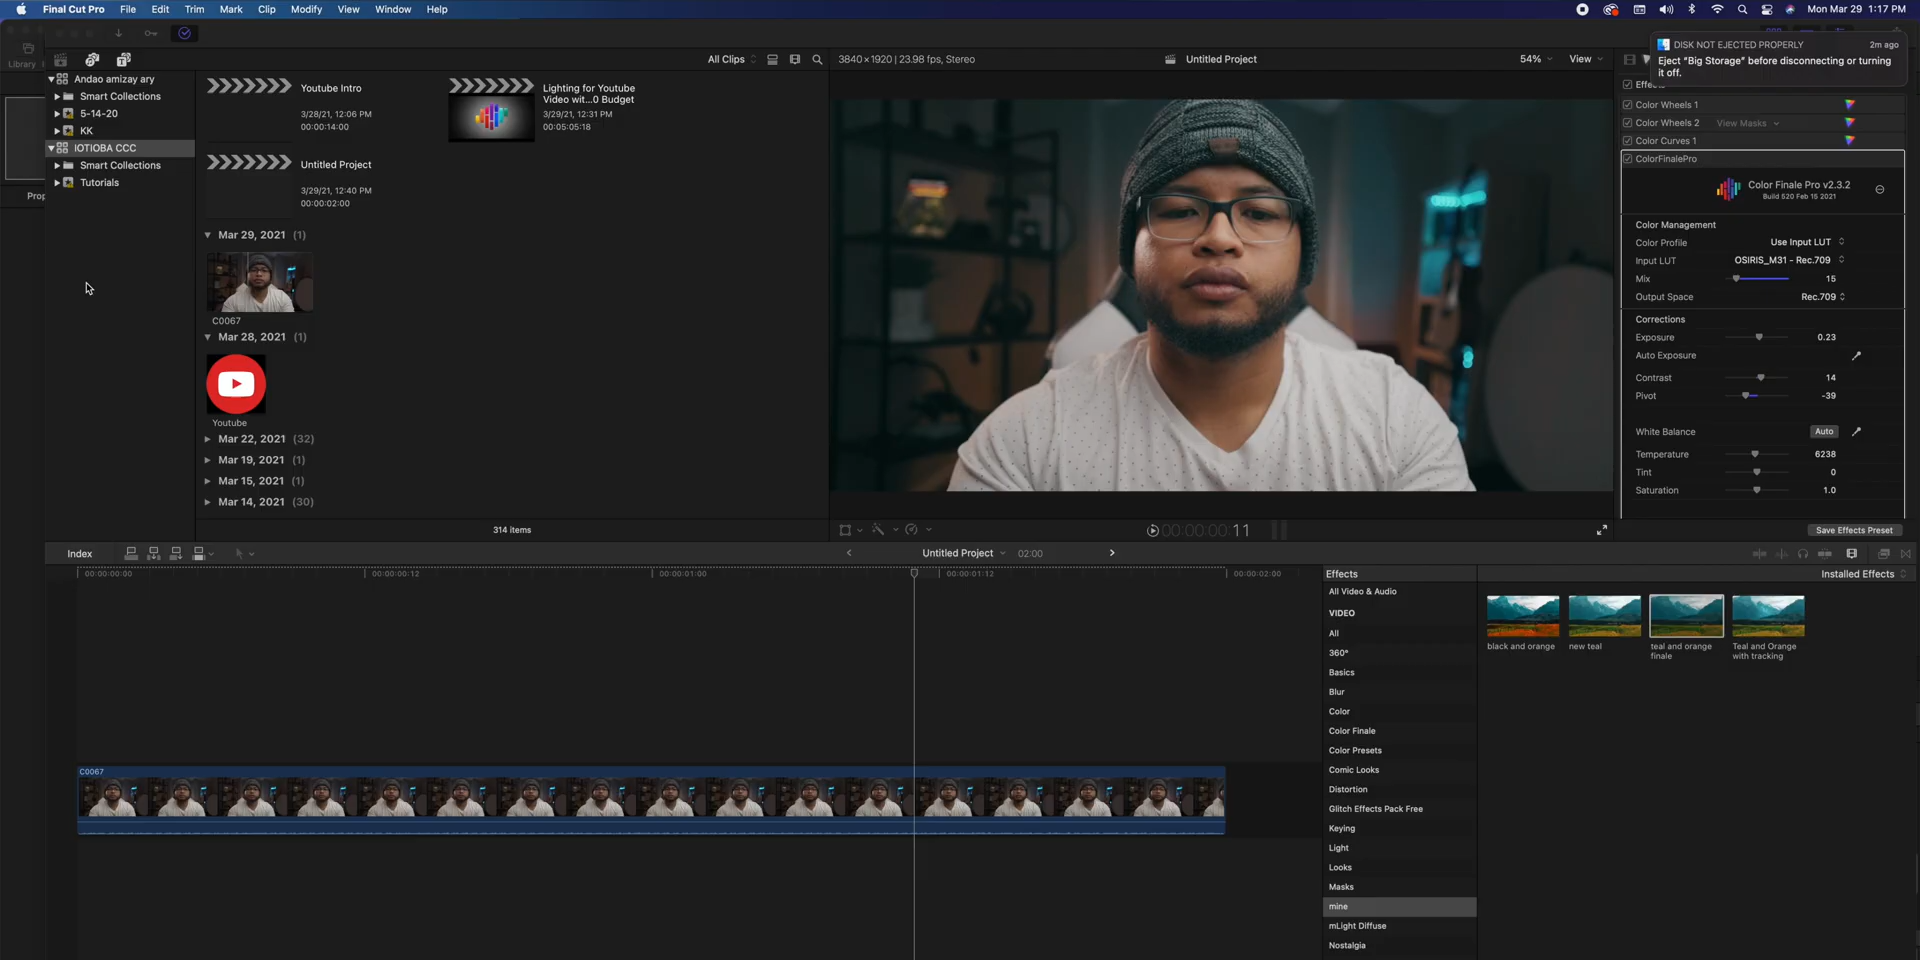 Final Cut Pro File Edit Trim Mark Clip Modify View Window Help
Mon Mar 29 1:17 PM
DISK NOT EJECTED PROPERLY 2m ago
Eject "Big Storage" before disconnecting or turning
it off.
Library
Prop
Andao amizay ary
Smart Collections
5-14-20
KK
IOTIOBA CCC
Smart Collections
Tutorials
All Clips
Youtube Intro
3/28/21, 12:06 PM
00:00:14:00
Lighting for Youtube
Video wit...0 Budget
3/29/21, 12:31 PM
00:05:05:18
Untitled Project
3/29/21, 12:40 PM
00:00:02:00
Mar 29, 2021 (1)
C0067
Mar 28, 2021 (1)
Youtube
Mar 22, 2021 (32)
Mar 19, 2021 (1)
Mar 15, 2021 (1)
Mar 14, 2021 (30)
314 items
3840×1920 | 23.98 fps, Stereo
Untitled Project
54%
View
00:00:00:11
Effects
Color Wheels 1
Color Wheels 2 View Masks
Color Curves 1
ColorFinalePro
Color Finale Pro v2.3.2
Build 520 Feb 15 2021
Color Management
Color Profile Use Input LUT
Input LUT OSIRIS_M31 - Rec.709
Mix 15
Output Space Rec.709
Corrections
Exposure 0.23
Auto Exposure
Contrast 14
Pivot -39
White Balance Auto
Temperature 6238
Tint 0
Saturation 1.0
Save Effects Preset
Index
Untitled Project 02:00
00:00:00:00
00:00:00:12
00:00:01:00
00:00:01:12
00:00:02:00
C0067
Effects
Installed Effects
All Video & Audio
VIDEO
All
360°
Basics
Blur
Color
Color Finale
Color Presets
Comic Looks
Distortion
Glitch Effects Pack Free
Keying
Light
Looks
Masks
mine
mLight Diffuse
Nostalgia
black and orange
new teal
teal and orange
finale
Teal and Orange
with tracking